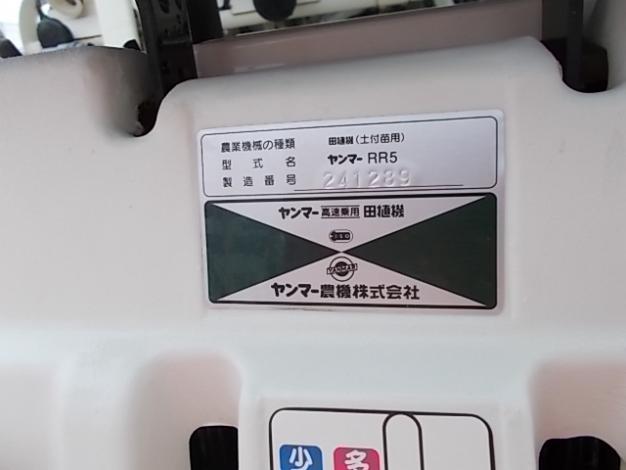 農業機械の種類 田植機(土付苗用)
型式名 ヤンマー RR5
製造番号 241289
ヤンマー 高速乗用 田植機
ヤンマー農機株式会社
少 多